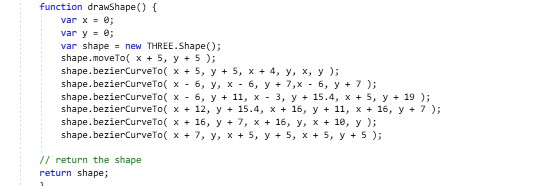 function drawShape() {
var x = 0;
var y = 0;
var shape = new THREE.Shape();
shape.moveTo( x + 5, y + 5 );
shape.bezierCurveTo( x + 5, y + 5, x + 4, y, x, y );
shape.bezierCurveTo( x - 6, y, x - 6, y + 7,x - 6, y + 7 );
shape.bezierCurveTo( x - 6, y + 11, x - 3, y + 15.4, x + 5, y + 19 );
shape.bezierCurveTo( x + 12, y + 15.4, x + 16, y + 11, x + 16, y + 7 );
shape.bezierCurveTo( x + 16, y + 7, x + 16, y, x + 10, y );
shape.bezierCurveTo( x + 7, y, x + 5, y + 5, x + 5, y + 5 );
// return the shape
return shape;
}